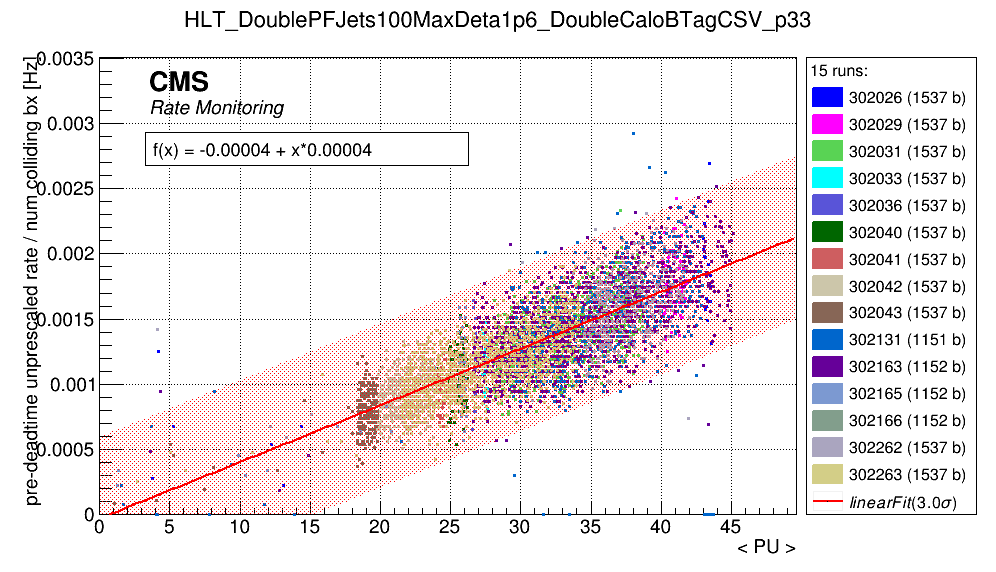 HLT_DoublePFJets100MaxDeta1p6_DoubleCaloBTagCSV_p33
pre-deadtime unprescaled rate / num colliding bx [Hz]
0.0035
0.003
0.0025
0.002
0.0015
0.001
0.0005
0
CMS
Rate Monitoring
f(x) = -0.00004 + x*0.00004
0 5 10 15 20 25 30 35 40 45
< PU >
15 runs:
302026 (1537 b)
302029 (1537 b)
302031 (1537 b)
302033 (1537 b)
302036 (1537 b)
302040 (1537 b)
302041 (1537 b)
302042 (1537 b)
302043 (1537 b)
302131 (1151 b)
302163 (1152 b)
302165 (1152 b)
302166 (1152 b)
302262 (1537 b)
302263 (1537 b)
linearFit(3.0σ)